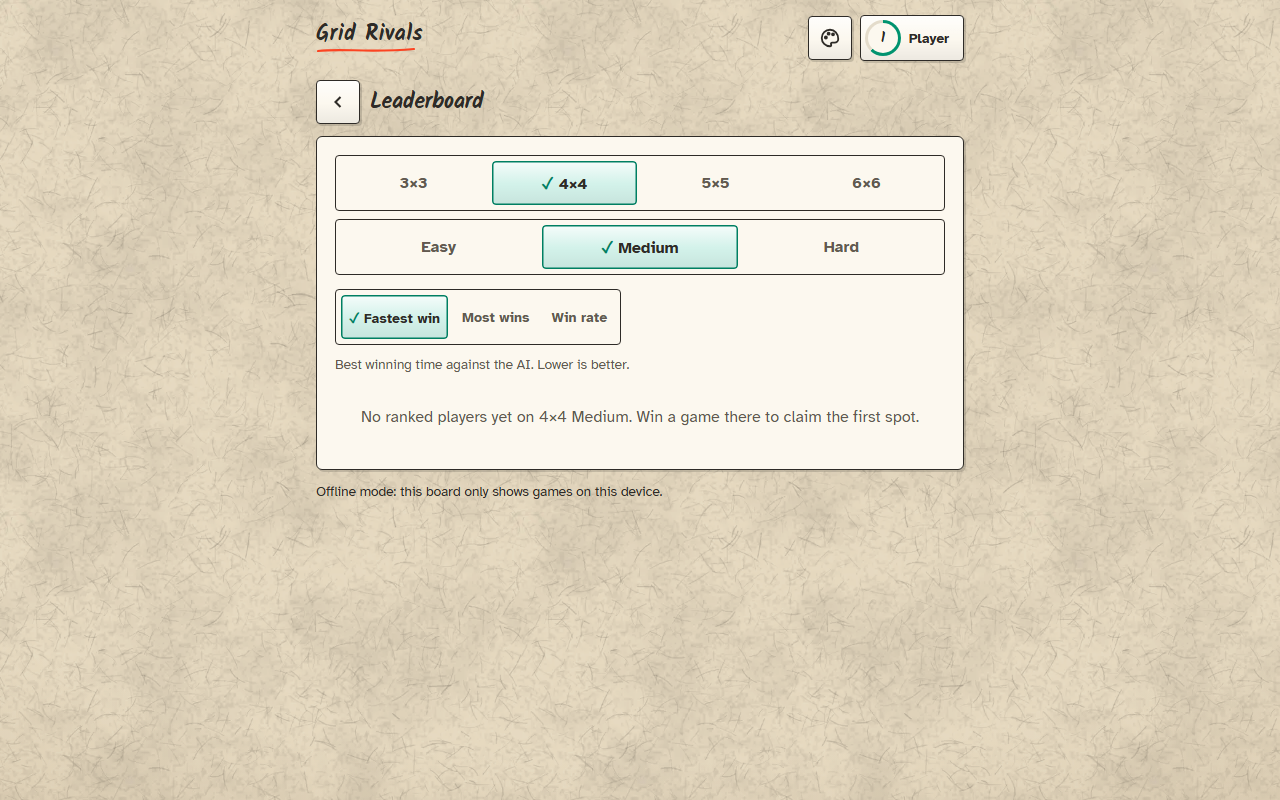 Grid Rivals
1 Player
Leaderboard
3×3 ✓ 4×4 5×5 6×6
Easy ✓ Medium Hard
✓ Fastest win Most wins Win rate
Best winning time against the AI. Lower is better.
No ranked players yet on 4×4 Medium. Win a game there to claim the first spot.
Offline mode: this board only shows games on this device.